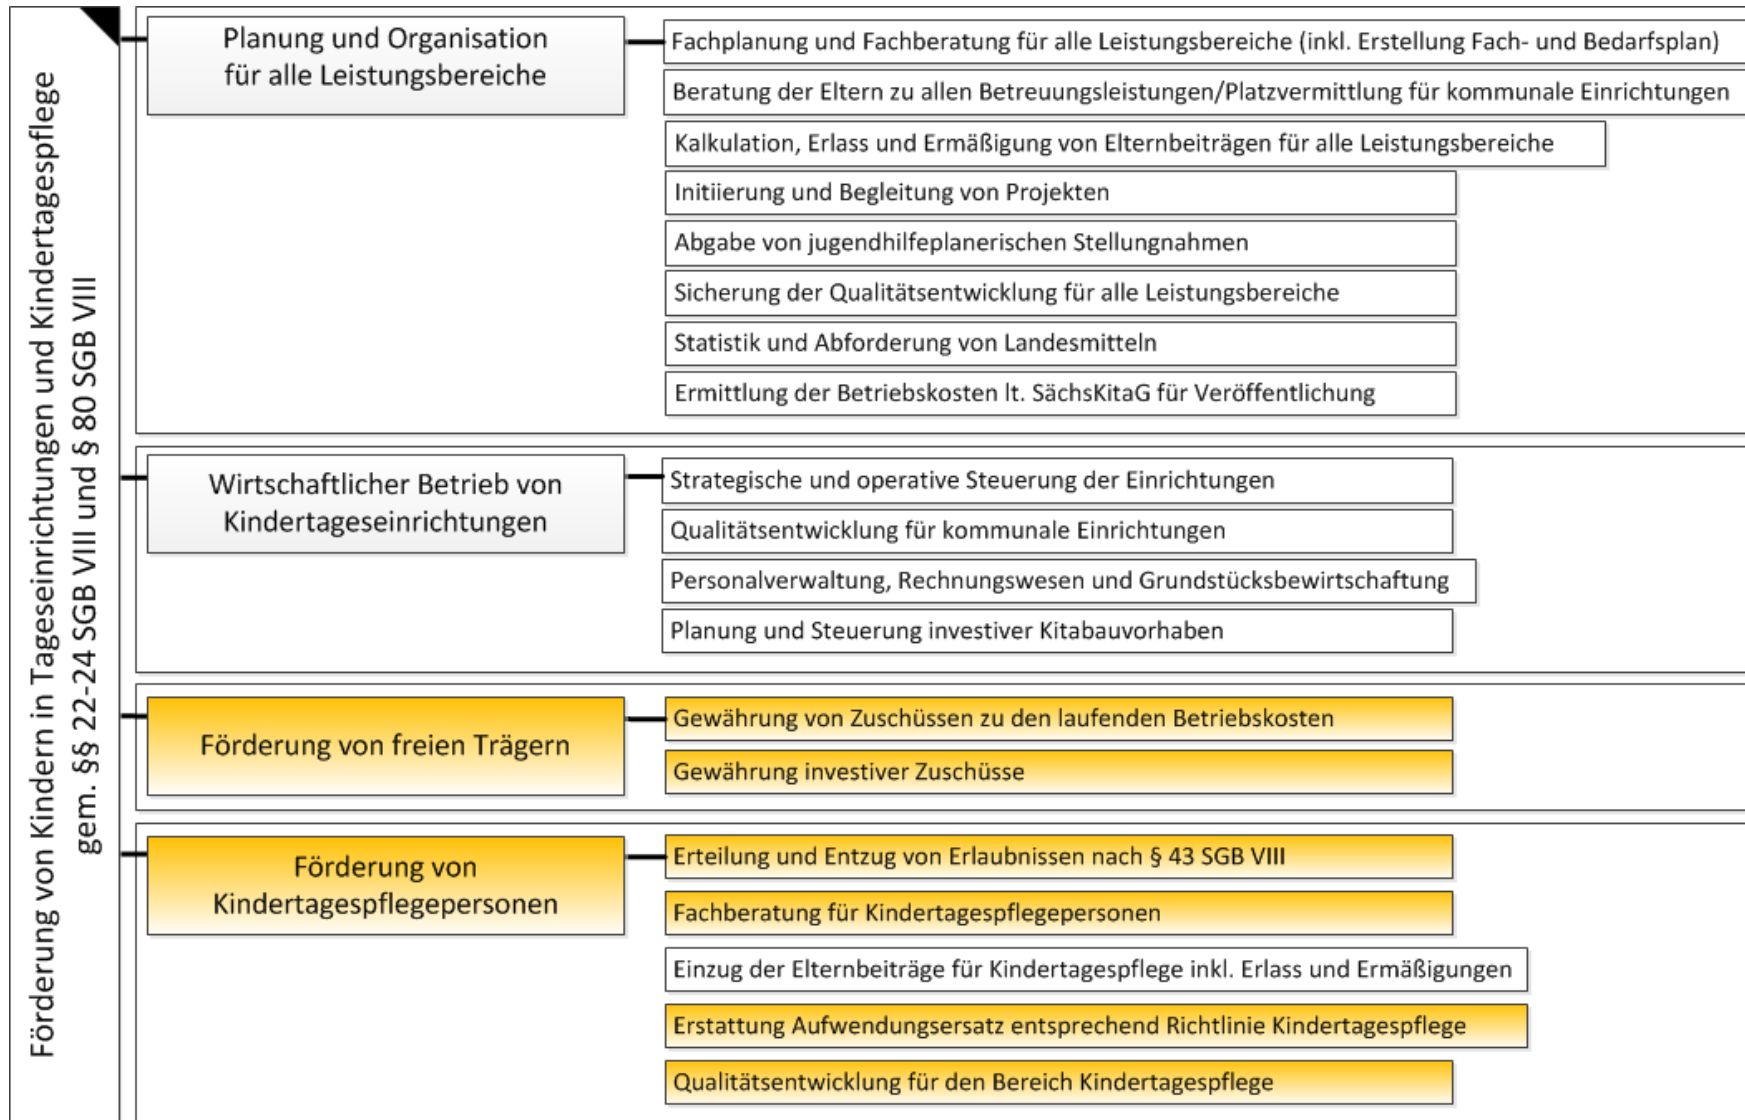 Förderung von Kindern in Tageseinrichtungen und Kindertagespflege
gem. §§ 22-24 SGB VIII und § 80 SGB VIII
Planung und Organisation
für alle Leistungsbereiche
Fachplanung und Fachberatung für alle Leistungsbereiche (inkl. Erstellung Fach- und Bedarfsplan)
Beratung der Eltern zu allen Betreuungsleistungen/Platzvermittlung für kommunale Einrichtungen
Kalkulation, Erlass und Ermäßigung von Elternbeiträgen für alle Leistungsbereiche
Initiierung und Begleitung von Projekten
Abgabe von jugendhilfeplanerischen Stellungnahmen
Sicherung der Qualitätsentwicklung für alle Leistungsbereiche
Statistik und Abforderung von Landesmitteln
Ermittlung der Betriebskosten lt. SächsKitaG für Veröffentlichung
Wirtschaftlicher Betrieb von
Kindertageseinrichtungen
Strategische und operative Steuerung der Einrichtungen
Qualitätsentwicklung für kommunale Einrichtungen
Personalverwaltung, Rechnungswesen und Grundstücksbewirtschaftung
Planung und Steuerung investiver Kitabauvorhaben
Förderung von freien Trägern
Gewährung von Zuschüssen zu den laufenden Betriebskosten
Gewährung investiver Zuschüsse
Förderung von
Kindertagespflegepersonen
Erteilung und Entzug von Erlaubnissen nach § 43 SGB VIII
Fachberatung für Kindertagespflegepersonen
Einzug der Elternbeiträge für Kindertagespflege inkl. Erlass und Ermäßigungen
Erstattung Aufwendungsersatz entsprechend Richtlinie Kindertagespflege
Qualitätsentwicklung für den Bereich Kindertagespflege